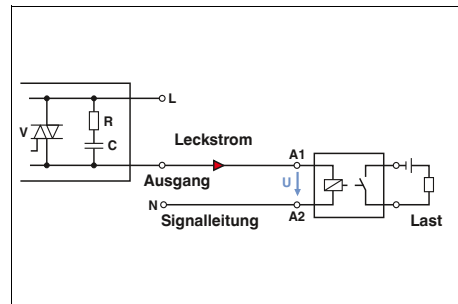 L
R
V
C
Leckstrom
A1
Ausgang
U
N
A2
Signalleitung
Last